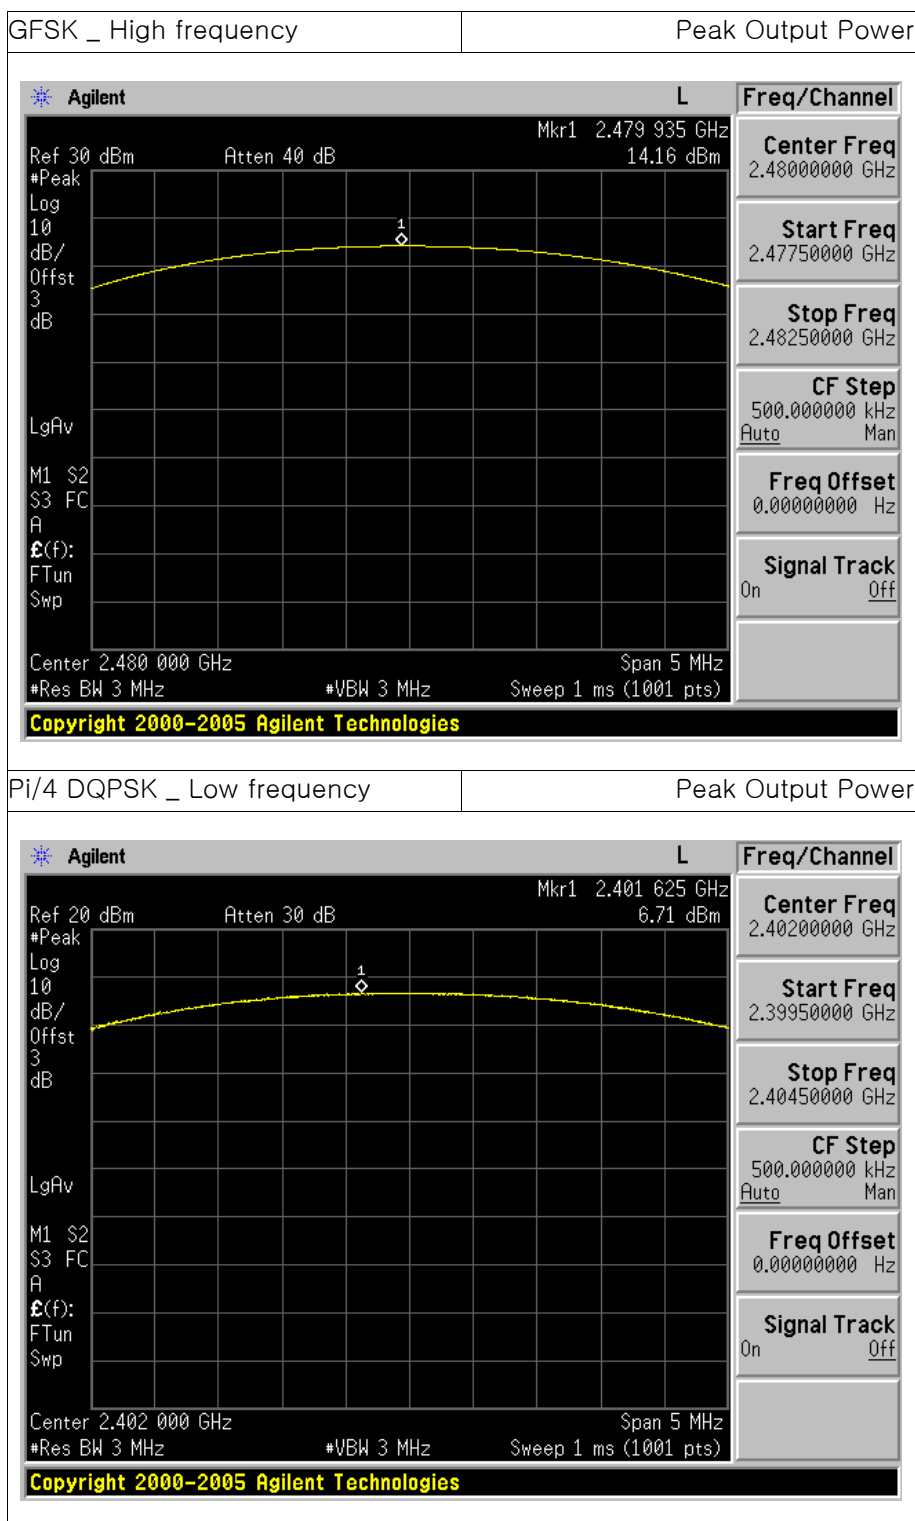 GFSK _ High frequency Peak Output Power
Agilent L Freq/Channel
Mkr1 2.479 935 GHz
Ref 30 dBm Atten 40 dB 14.16 dBm
#Peak
Log
10
dB/
Offst
3
dB
1
LgAv
M1 S2
S3 FC
A
£(f):
FTun
Swp
Center 2.480 000 GHz Span 5 MHz
#Res BW 3 MHz #VBW 3 MHz Sweep 1 ms (1001 pts)
Center Freq
2.48000000 GHz
Start Freq
2.47750000 GHz
Stop Freq
2.48250000 GHz
CF Step
500.000000 kHz
Auto Man
Freq Offset
0.00000000 Hz
Signal Track
On Off
Copyright 2000-2005 Agilent Technologies
Pi/4 DQPSK _ Low frequency Peak Output Power
Agilent L Freq/Channel
Mkr1 2.401 625 GHz
Ref 20 dBm Atten 30 dB 6.71 dBm
#Peak
Log
10
dB/
Offst
3
dB
1
LgAv
M1 S2
S3 FC
A
£(f):
FTun
Swp
Center 2.402 000 GHz Span 5 MHz
#Res BW 3 MHz #VBW 3 MHz Sweep 1 ms (1001 pts)
Center Freq
2.40200000 GHz
Start Freq
2.39950000 GHz
Stop Freq
2.40450000 GHz
CF Step
500.000000 kHz
Auto Man
Freq Offset
0.00000000 Hz
Signal Track
On Off
Copyright 2000-2005 Agilent Technologies